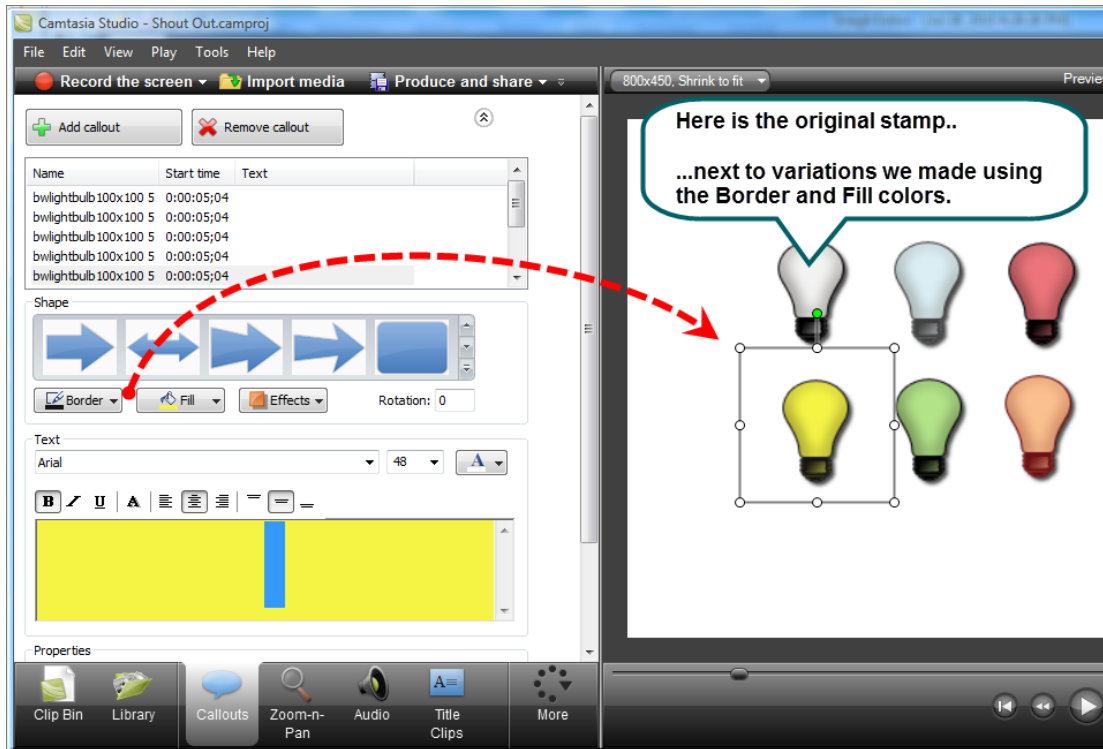 Camtasia Studio - Shout Out.camproj
File Edit View Play Tools Help
Record the screen Import media Produce and share
800x450, Shrink to fit
Add callout Remove callout
Name Start time Text
bwlightbulb100x100 5 0:00:05;04
bwlightbulb100x100 5 0:00:05;04
bwlightbulb100x100 5 0:00:05;04
bwlightbulb100x100 5 0:00:05;04
bwlightbulb100x100 5 0:00:05;04
Shape
Border Fill Effects Rotation: 0
Text
Arial 48 A
B I U A
Properties
Clip Bin Library Callouts Zoom-n-Pan Audio Title Clips More
Previe
Here is the original stamp..
...next to variations we made using
the Border and Fill colors.